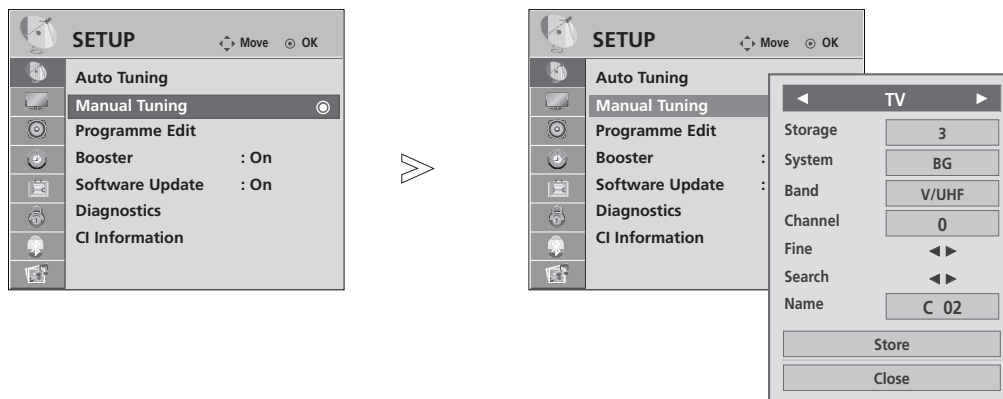 SETUP Move OK
Auto Tuning
Manual Tuning
Programme Edit
Booster : On
Software Update : On
Diagnostics
CI Information
SETUP Move OK
Auto Tuning
Manual Tuning
Programme Edit
Booster :
Software Update :
Diagnostics
CI Information
◄ TV ►
Storage 3
System BG
Band V/UHF
Channel 0
Fine ◄ ►
Search ◄ ►
Name C 02
Store
Close